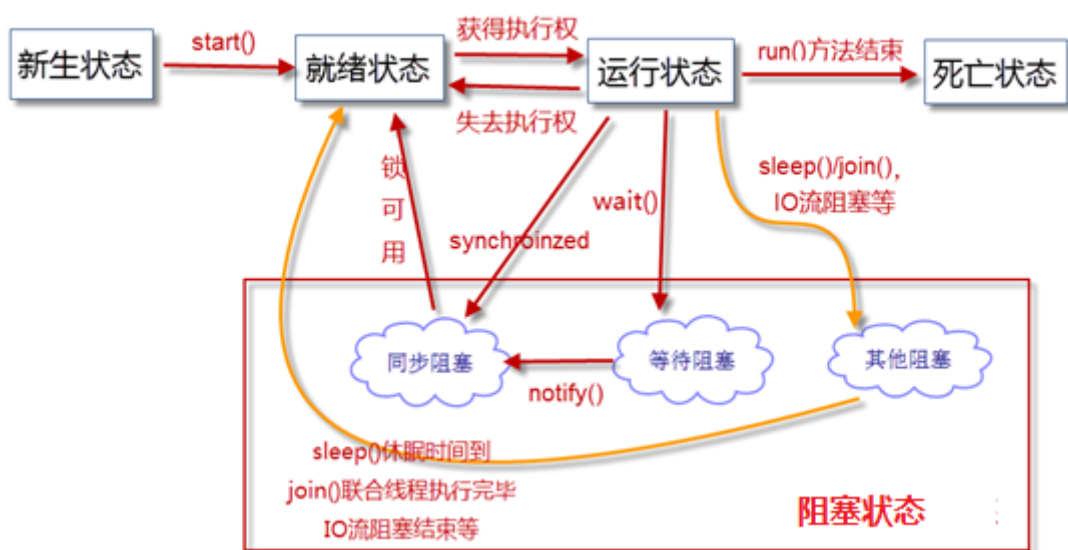 新生状态
start()
就绪状态
获得执行权
失去执行权
运行状态
run()方法结束
死亡状态
锁
可
用
synchroinzed
wait()
sleep()/join(),
IO流阻塞等
同步阻塞
notify()
等待阻塞
其他阻塞
sleep()休眠时间到
join()联合线程执行完毕
IO流阻塞结束等
阻塞状态